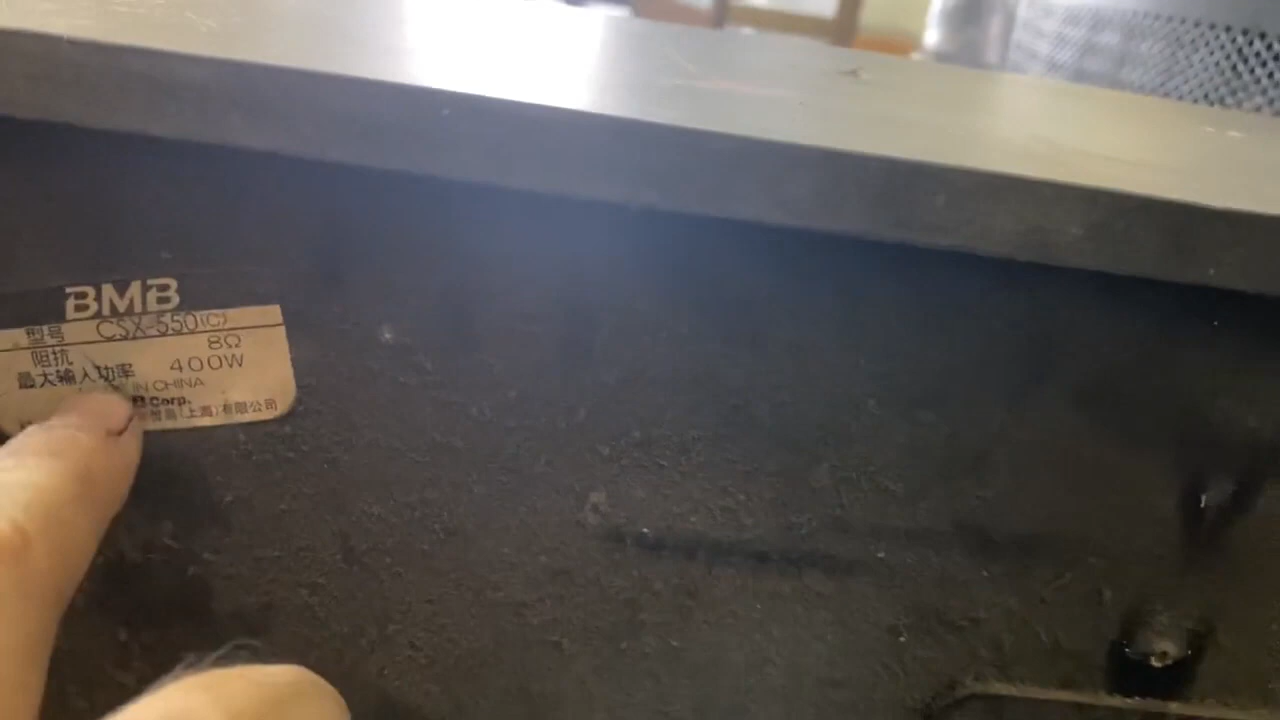 BMB
型号 CSX-550(C)
阻抗 8Ω
最大输入功率 400W
IN CHINA
Corp.
(上海)有限公司